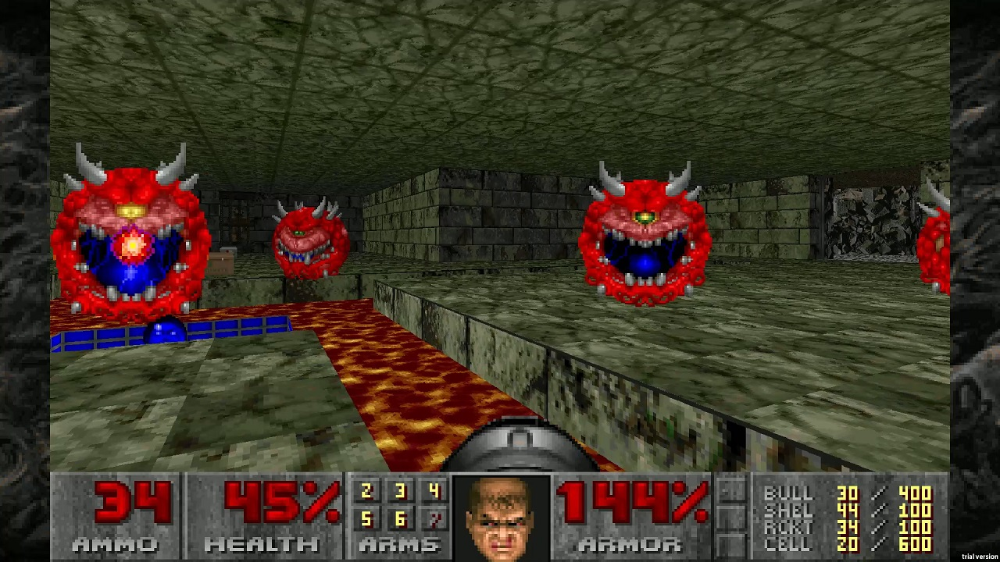 34 45% 2 3 4 144% BULL 30 / 400
SHEL 44 / 100
5 6 7 RCKT 34 / 100
AMMO HEALTH ARMS ARMOR CELL 20 / 600
trial version